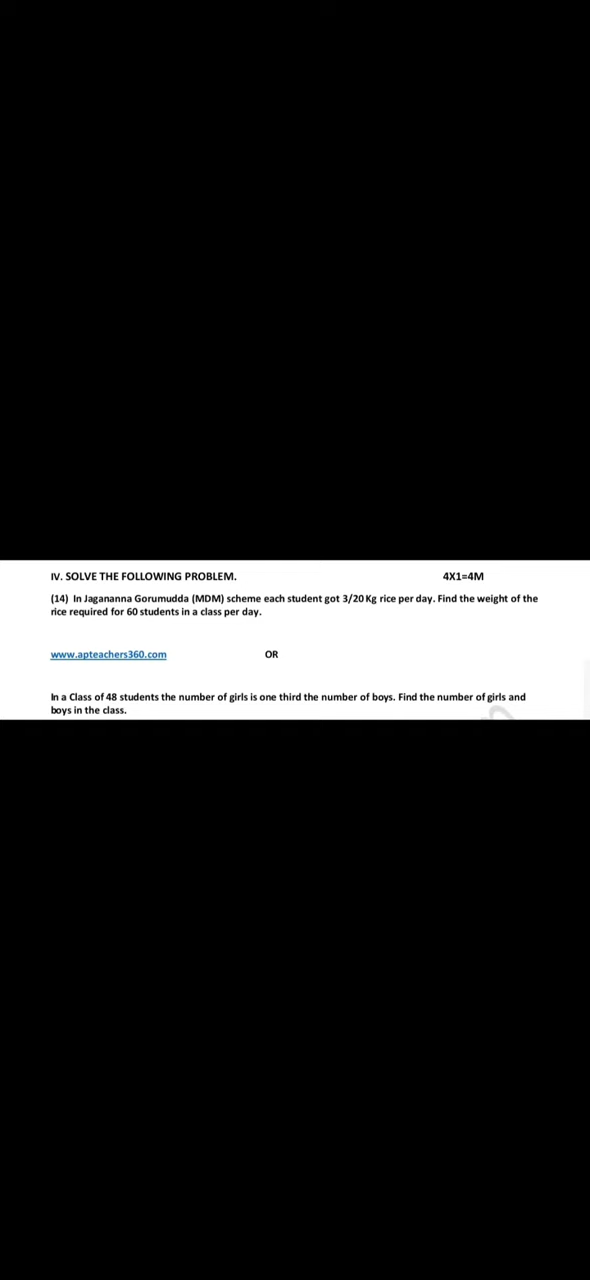 IV. SOLVE THE FOLLOWING PROBLEM. 4X1=4M
(14) In Jagananna Gorumudda (MDM) scheme each student got 3/20 Kg rice per day. Find the weight of the
rice required for 60 students in a class per day.
www.apteachers360.com OR
In a Class of 48 students the number of girls is one third the number of boys. Find the number of girls and
boys in the class.